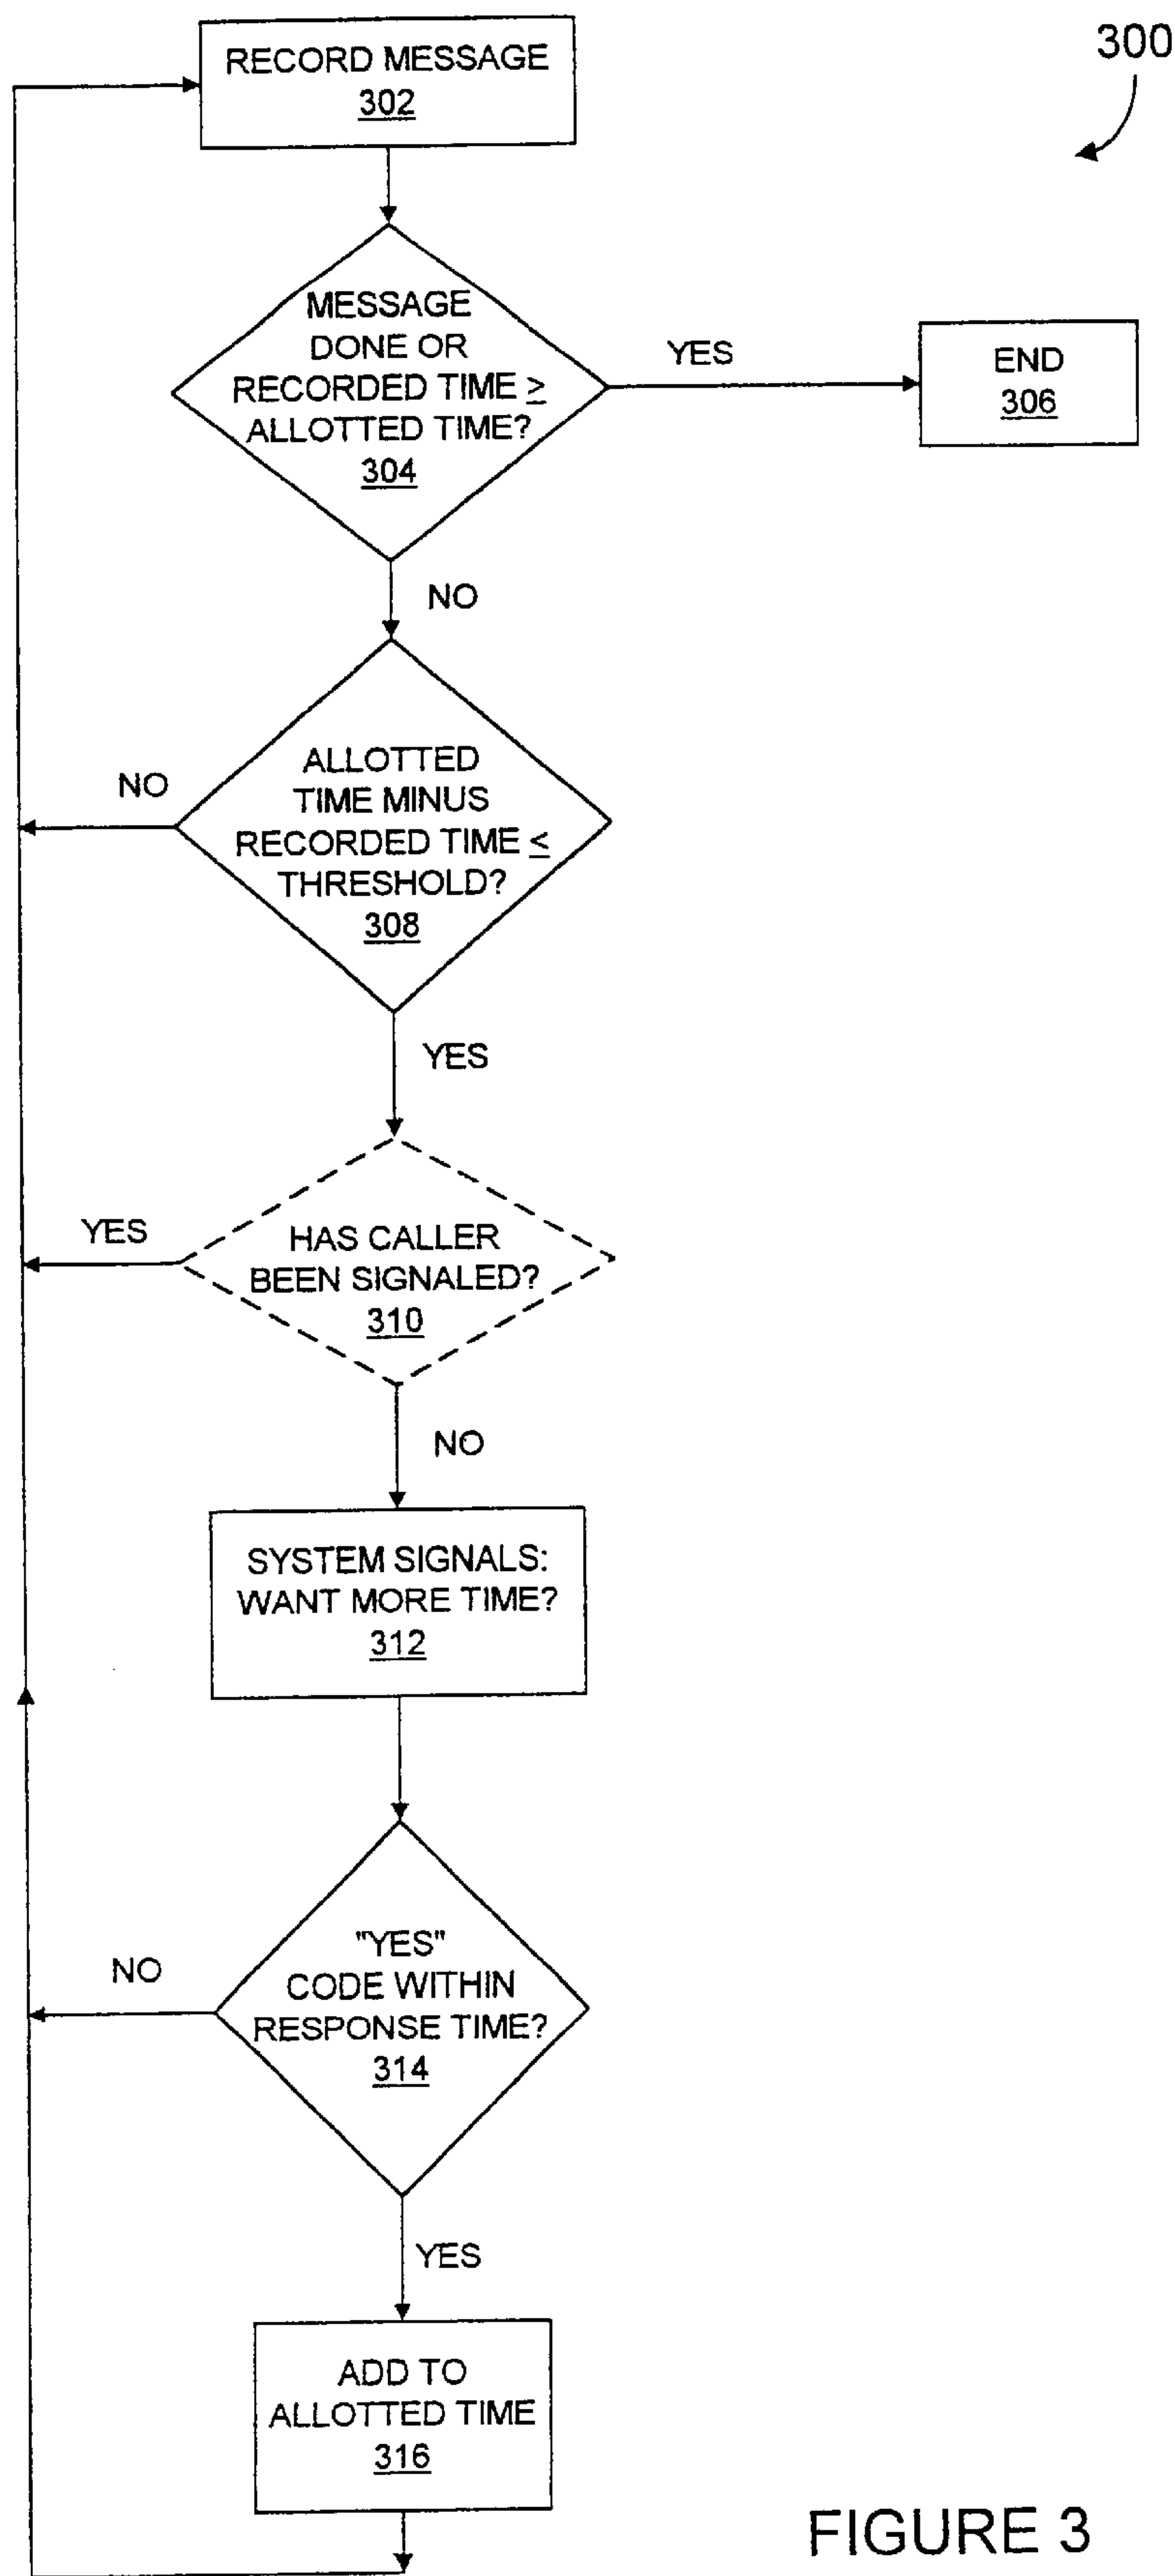 300
RECORD MESSAGE
302
MESSAGE
DONE OR
RECORDED TIME ≥
ALLOTTED TIME?
304
YES
END
306
NO
ALLOTTED
TIME MINUS
RECORDED TIME ≤
THRESHOLD?
308
NO
YES
HAS CALLER
BEEN SIGNALED?
310
YES
NO
SYSTEM SIGNALS:
WANT MORE TIME?
312
"YES"
CODE WITHIN
RESPONSE TIME?
314
NO
YES
ADD TO
ALLOTTED TIME
316
FIGURE 3